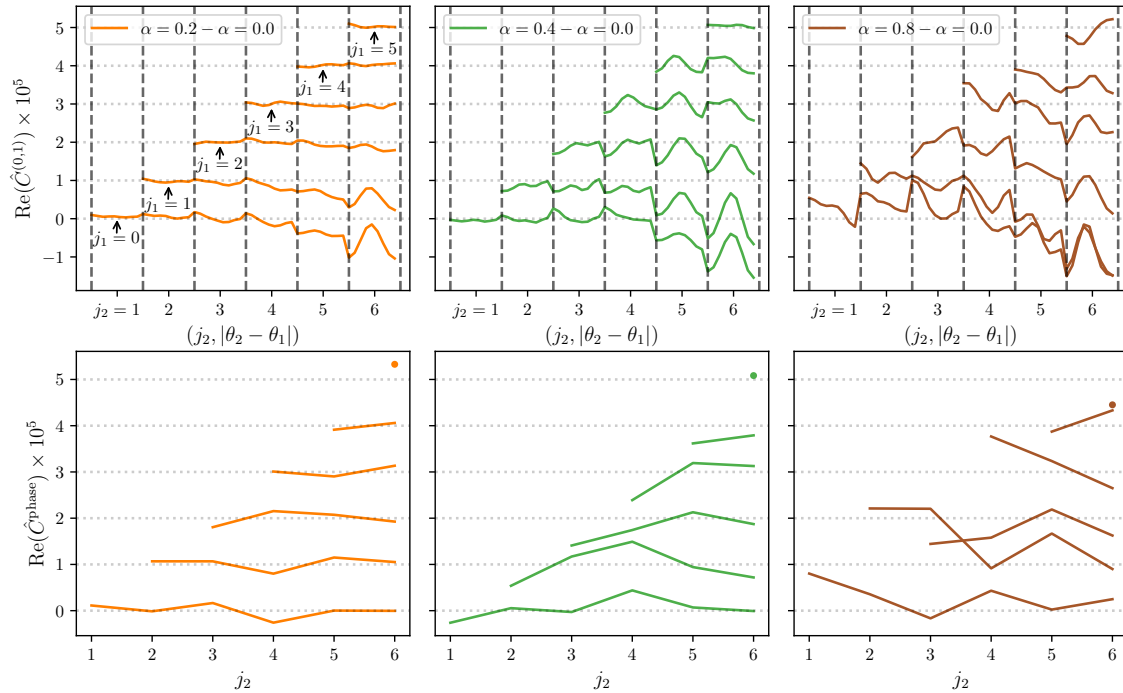 α = 0.2 − α = 0.0
α = 0.4 − α = 0.0
α = 0.8 − α = 0.0
Re(Ĉ^(0,1)) × 10^5
5
4
3
2
1
0
−1
j₁ = 5
j₁ = 4
j₁ = 3
j₁ = 2
j₁ = 1
j₁ = 0
j₂ = 1 2 3 4 5 6
j₂ = 1 2 3 4 5 6
j₂ = 1 2 3 4 5 6
(j₂, |θ₂ − θ₁|)
(j₂, |θ₂ − θ₁|)
(j₂, |θ₂ − θ₁|)
Re(Ĉ^phase) × 10^5
5
4
3
2
1
0
1 2 3 4 5 6
1 2 3 4 5 6
1 2 3 4 5 6
j₂
j₂
j₂